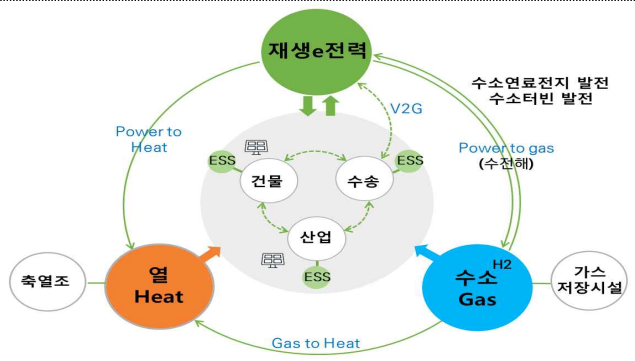 재생e전력
수소연료전지 발전
수소터빈 발전
V2G
Power to
Heat
Power to gas
(수전해)
ESS
ESS
건물
수송
산업
ESS
축열조
열
Heat
수소 H2
Gas
가스
저장시설
Gas to Heat